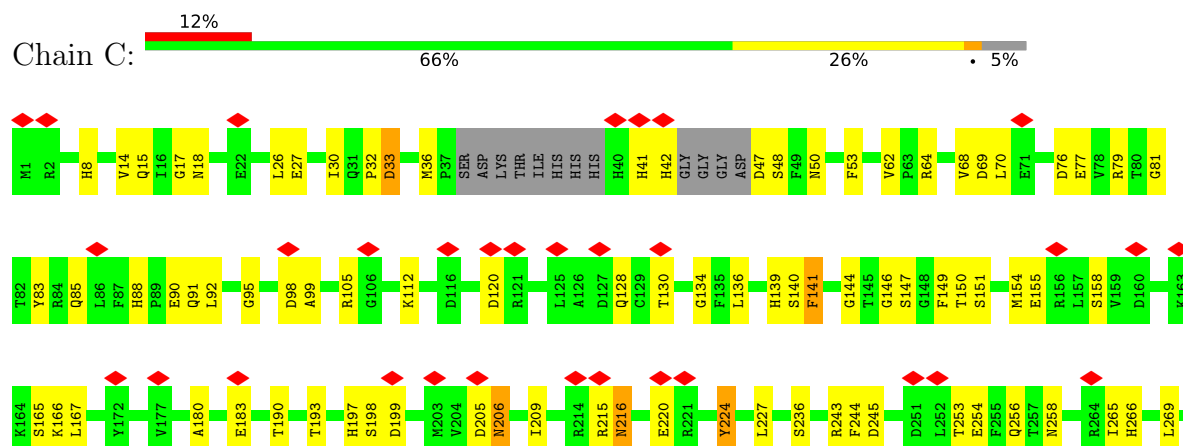 12%
Chain C:
66% 26% • 5%
M1 R2 H8 V14 Q15 I16 G17 N18 E22 L26 E27 I30 Q31 P32 D33 M36 P37 SER ASP LYS THR ILE HIS HIS HIS H40 H41 H42 GLY GLY GLY ASP D47 S48 F49 N50 F53 V62 P63 R64 V68 D69 L70 E71 D76 E77 V78 R79 T80 G81
T82 Y83 R84 Q85 L86 F87 H88 P89 E90 Q91 L92 G95 D98 A99 R105 G106 K112 D116 D120 R121 L125 A126 D127 Q128 C129 T130 G134 F135 L136 H139 S140 F141 G144 T145 G146 S147 G148 F149 T150 S151 M154 E155 R156 L157 S158 V159 D160 K163
K164 S165 K166 L167 Y172 V177 A180 E183 T190 T193 H197 S198 D199 M203 V204 D205 N206 I209 R214 R215 N216 E220 R221 Y224 L227 S236 R243 F244 D245 D251 L252 T253 E254 F255 Q256 T257 N258 R264 I265 H266 L269